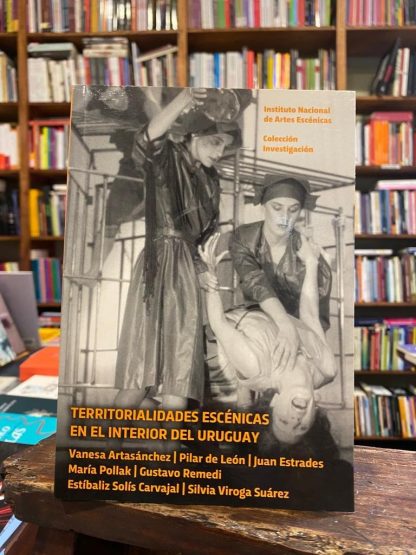 Instituto Nacional
de Artes Escénicas
Colección
Investigación
TERRITORIALIDADES ESCÉNICAS
EN EL INTERIOR DEL URUGUAY
Vanesa Artasánchez | Pilar de León | Juan Estrades
María Pollak | Gustavo Remedi
Estíbaliz Solís Carvajal | Silvia Viroga Suárez